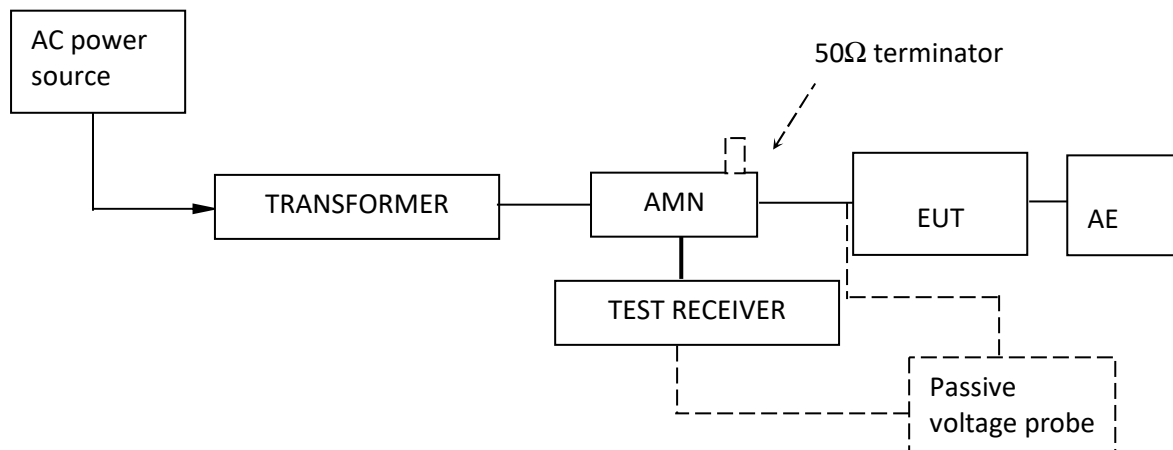 AC power
source
50Ω terminator
TRANSFORMER
AMN
EUT
AE
TEST RECEIVER
Passive
voltage probe